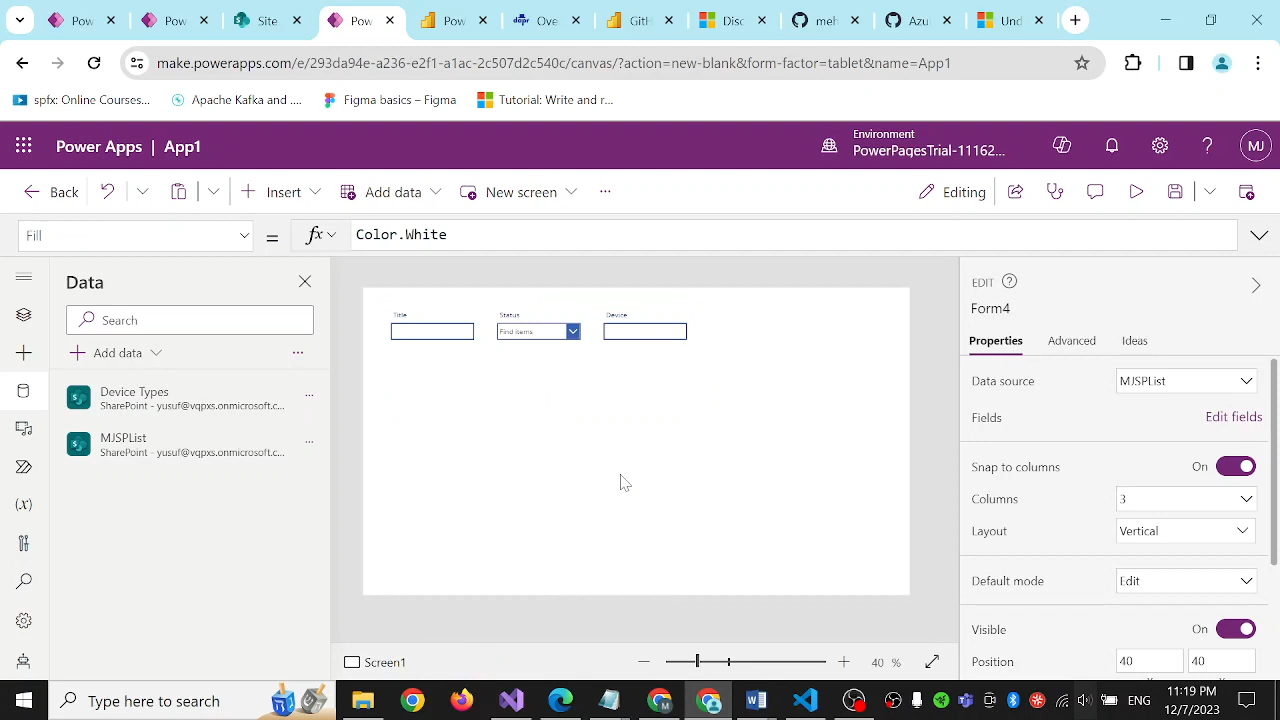 Pow
Pow
Site
Pow
Pow
Ove
GitH
Disc
meh
Azu
Und
make.powerapps.com/e/293da94e-a236-e2f1-a1ac-2c507d2c540c/canvas/?action=new-blank&form-factor=tablet&name=App1
spfx: Online Courses...
Apache Kafka and ....
Figma basics – Figma
Tutorial: Write and r...
Power Apps | App1
Environment
PowerPagesTrial-11162...
MJ
Back
Insert
Add data
New screen
Editing
Fill
= fx
Color.White
Data
Search
Add data
Device Types
SharePoint - yusuf@vqpxs.onmicrosoft.c...
MJSPList
SharePoint - yusuf@vqpxs.onmicrosoft.c...
Title
Status
Device
Find items
EDIT
Form4
Properties
Advanced
Ideas
Data source
MJSPList
Fields
Edit fields
Snap to columns
On
Columns
3
Layout
Vertical
Default mode
Edit
Visible
On
Position
40
40
Screen1
40 %
Type here to search
ENG
11:19 PM
12/7/2023